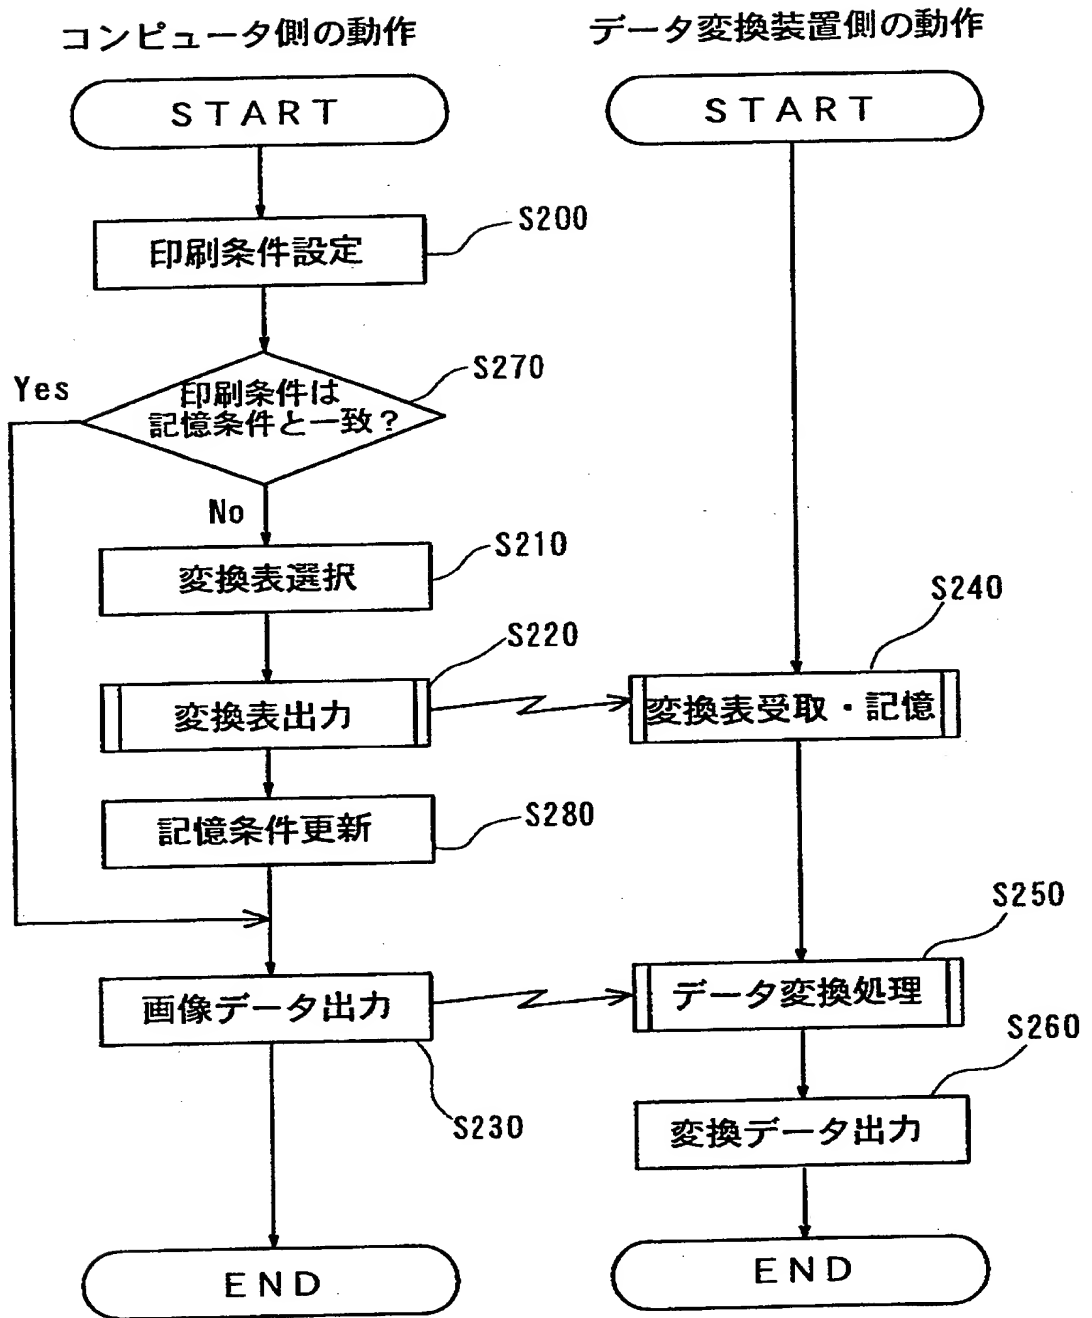 コンピュータ側の動作
START
印刷条件設定
S200
印刷条件は
記憶条件と一致？
S270
Yes
No
変換表選択
S210
変換表出力
S220
記憶条件更新
S280
画像データ出力
S230
END
データ変換装置側の動作
START
変換表受取・記憶
S240
データ変換処理
S250
変換データ出力
S260
END